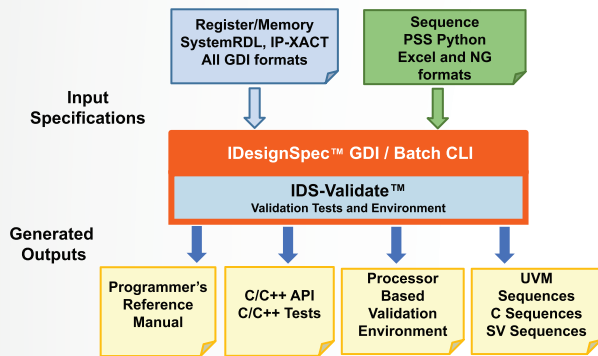 Register/Memory
SystemRDL, IP-XACT
All GDI formats
Sequence
PSS Python
Excel and NG
formats
Input
Specifications
IDesignSpec™ GDI / Batch CLI
IDS-Validate™
Validation Tests and Environment
Generated
Outputs
Programmer’s
Reference
Manual
C/C++ API
C/C++ Tests
Processor
Based
Validation
Environment
UVM
Sequences
C Sequences
SV Sequences